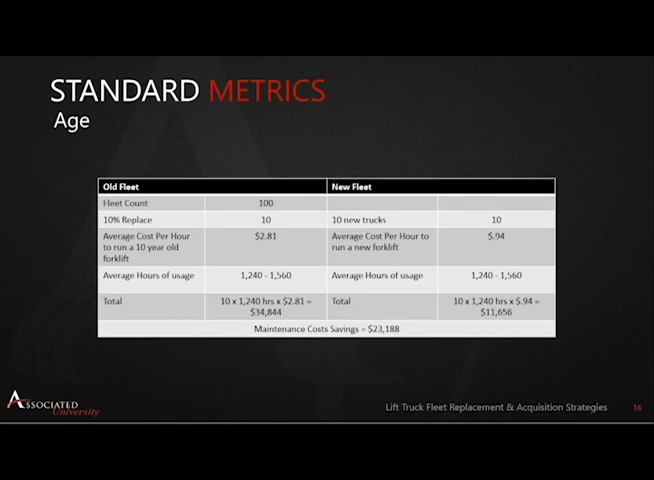 STANDARD METRICS
Age
Old Fleet New Fleet
Fleet Count 100
10% Replace 10 10 new trucks 10
Average Cost Per Hour to run a 10 year old forklift $2.81 Average Cost Per Hour to run a new forklift $.94
Average Hours of usage 1,240 - 1,560 Average Hours of usage 1,240 - 1,560
Total 10 x 1,240 hrs x $2.81 = $34,844 Total 10 x 1,240 hrs x $.94 = $11,656
Maintenance Costs Savings = $23,188
ASSOCIATED
University
Lift Truck Fleet Replacement & Acquisition Strategies 16